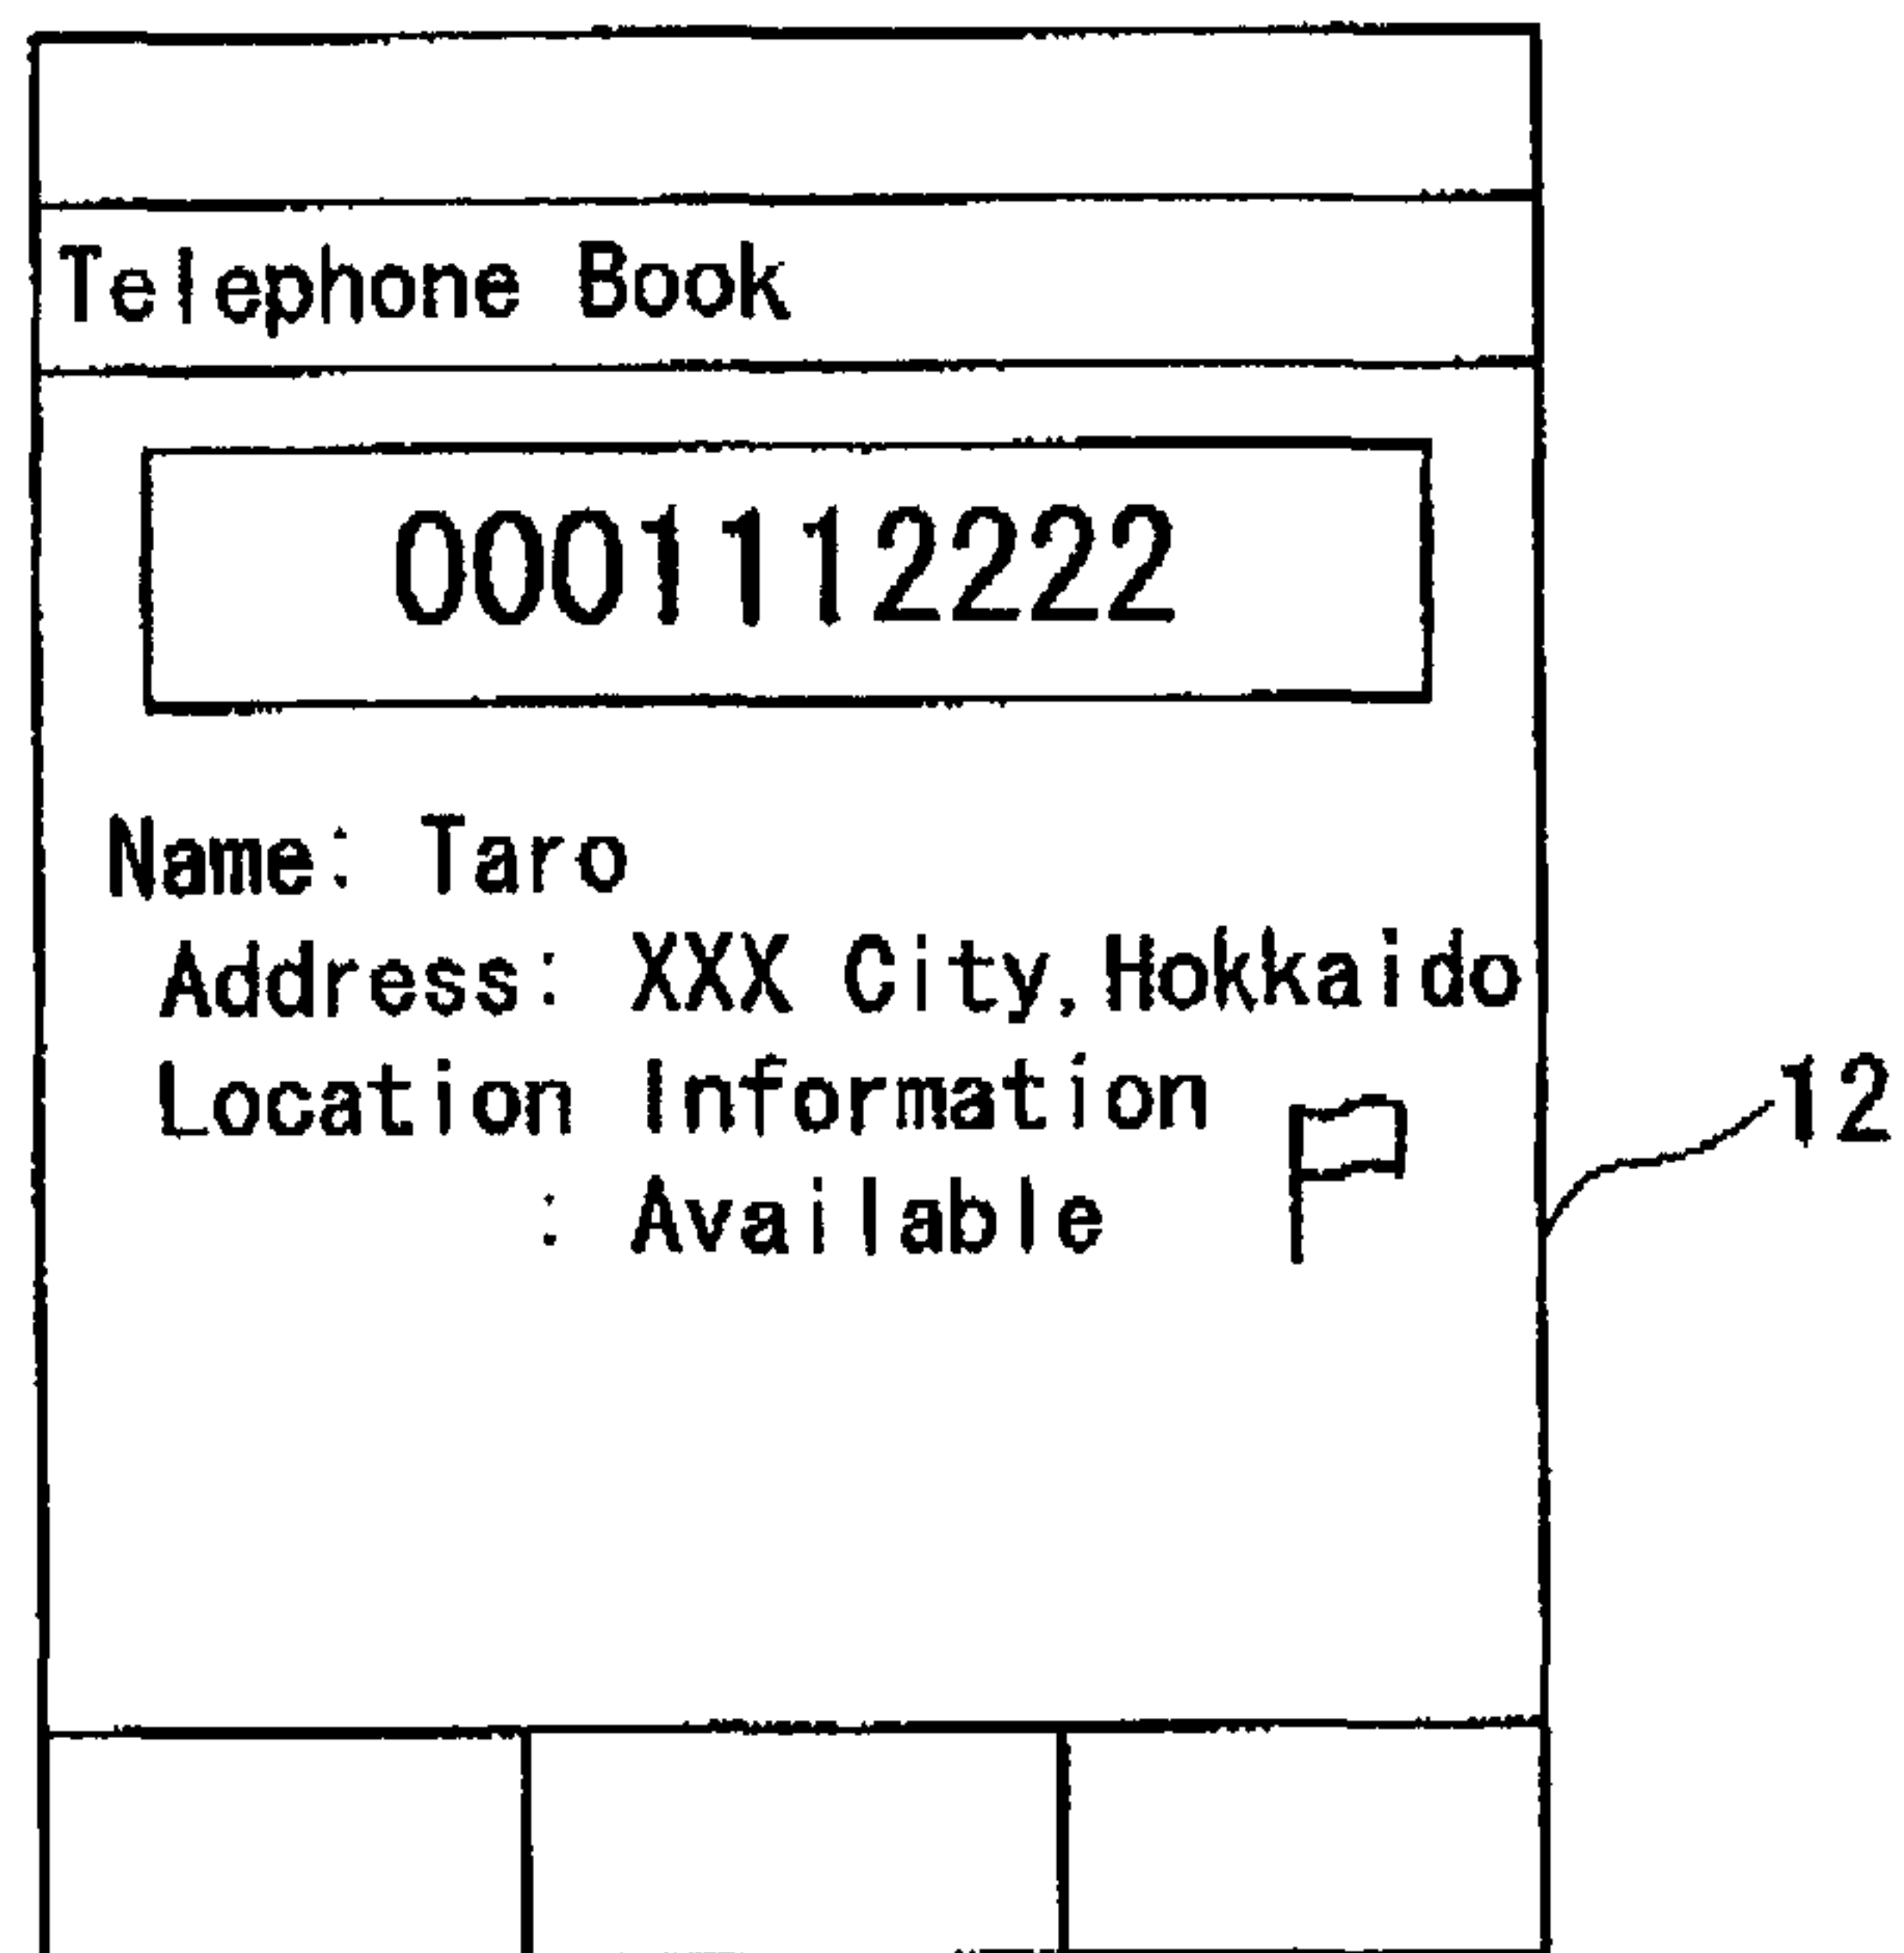 Telephone Book
0001112222
Name: Taro
Address: XXX City,Hokkaido
Location Information
: Available
12